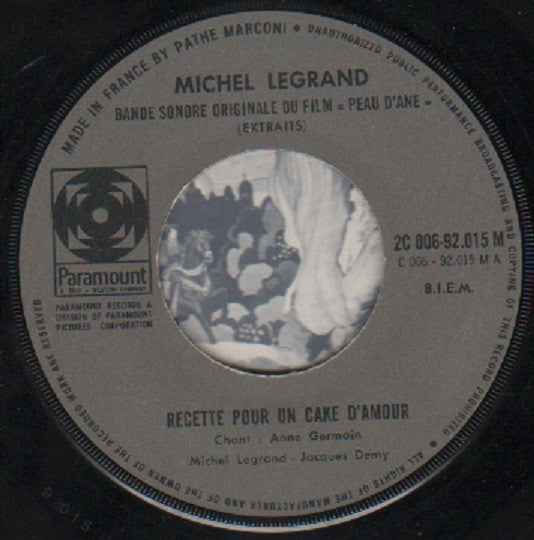 MADE IN FRANCE BY PATHE MARCONI • UNAUTHORIZED PUBLIC PERFORMANCE BROADCASTING AND COPYING OF THIS RECORD PROHIBITED • ALL RIGHTS OF THE MANUFACTURER AND OF THE OWNER OF THE RECORDED WORK ARE RESERVED
MICHEL LEGRAND
BANDE SONORE ORIGINALE DU FILM « PEAU D'ANE »
(EXTRAITS)
Paramount
PARAMOUNT RECORDS. A
DIVISION OF PARAMOUNT
PICTURES CORPORATION
2C 006-92.015 M
C 006 - 92.015 M A
B.I.E.M.
RECETTE POUR UN CAKE D'AMOUR
Chant : Anne Germain
Michel Legrand - Jacques Demy